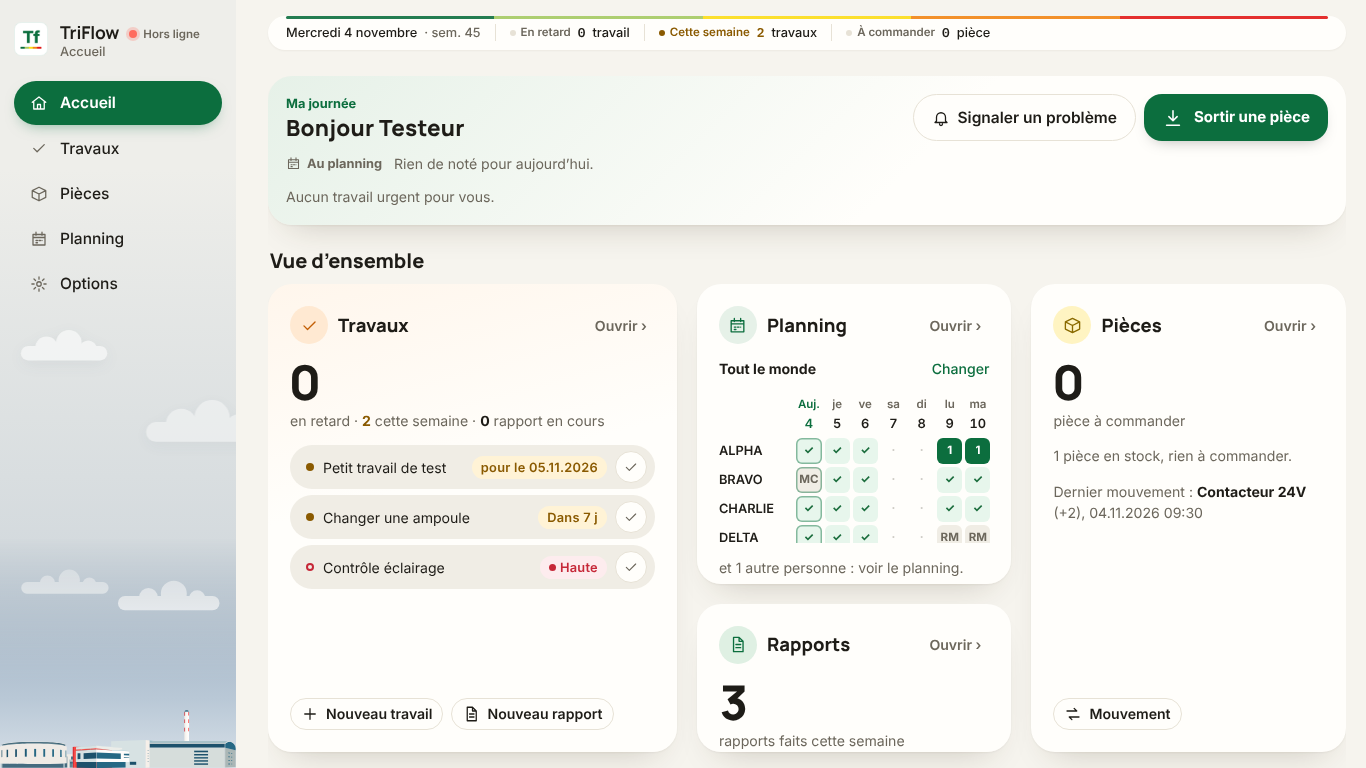 Tf
TriFlow
Hors ligne
Accueil
Accueil
Travaux
Pièces
Planning
Options
Mercredi 4 novembre · sem. 45
En retard 0 travail
Cette semaine 2 travaux
À commander 0 pièce
Ma journée
Bonjour Testeur
Au planning Rien de noté pour aujourd’hui.
Aucun travail urgent pour vous.
Signaler un problème
Sortir une pièce
Vue d’ensemble
Travaux
Ouvrir ›
0
en retard · 2 cette semaine · 0 rapport en cours
Petit travail de test pour le 05.11.2026
Changer une ampoule Dans 7 j
Contrôle éclairage Haute
Nouveau travail
Nouveau rapport
Planning
Ouvrir ›
Tout le monde
Changer
Auj. je ve sa di lu ma
4 5 6 7 8 9 10
ALPHA 1 1
BRAVO MC
CHARLIE
DELTA RM RM
et 1 autre personne : voir le planning.
Rapports
Ouvrir ›
3
rapports faits cette semaine
Pièces
Ouvrir ›
0
pièce à commander
1 pièce en stock, rien à commander.
Dernier mouvement : Contacteur 24V
(+2), 04.11.2026 09:30
Mouvement